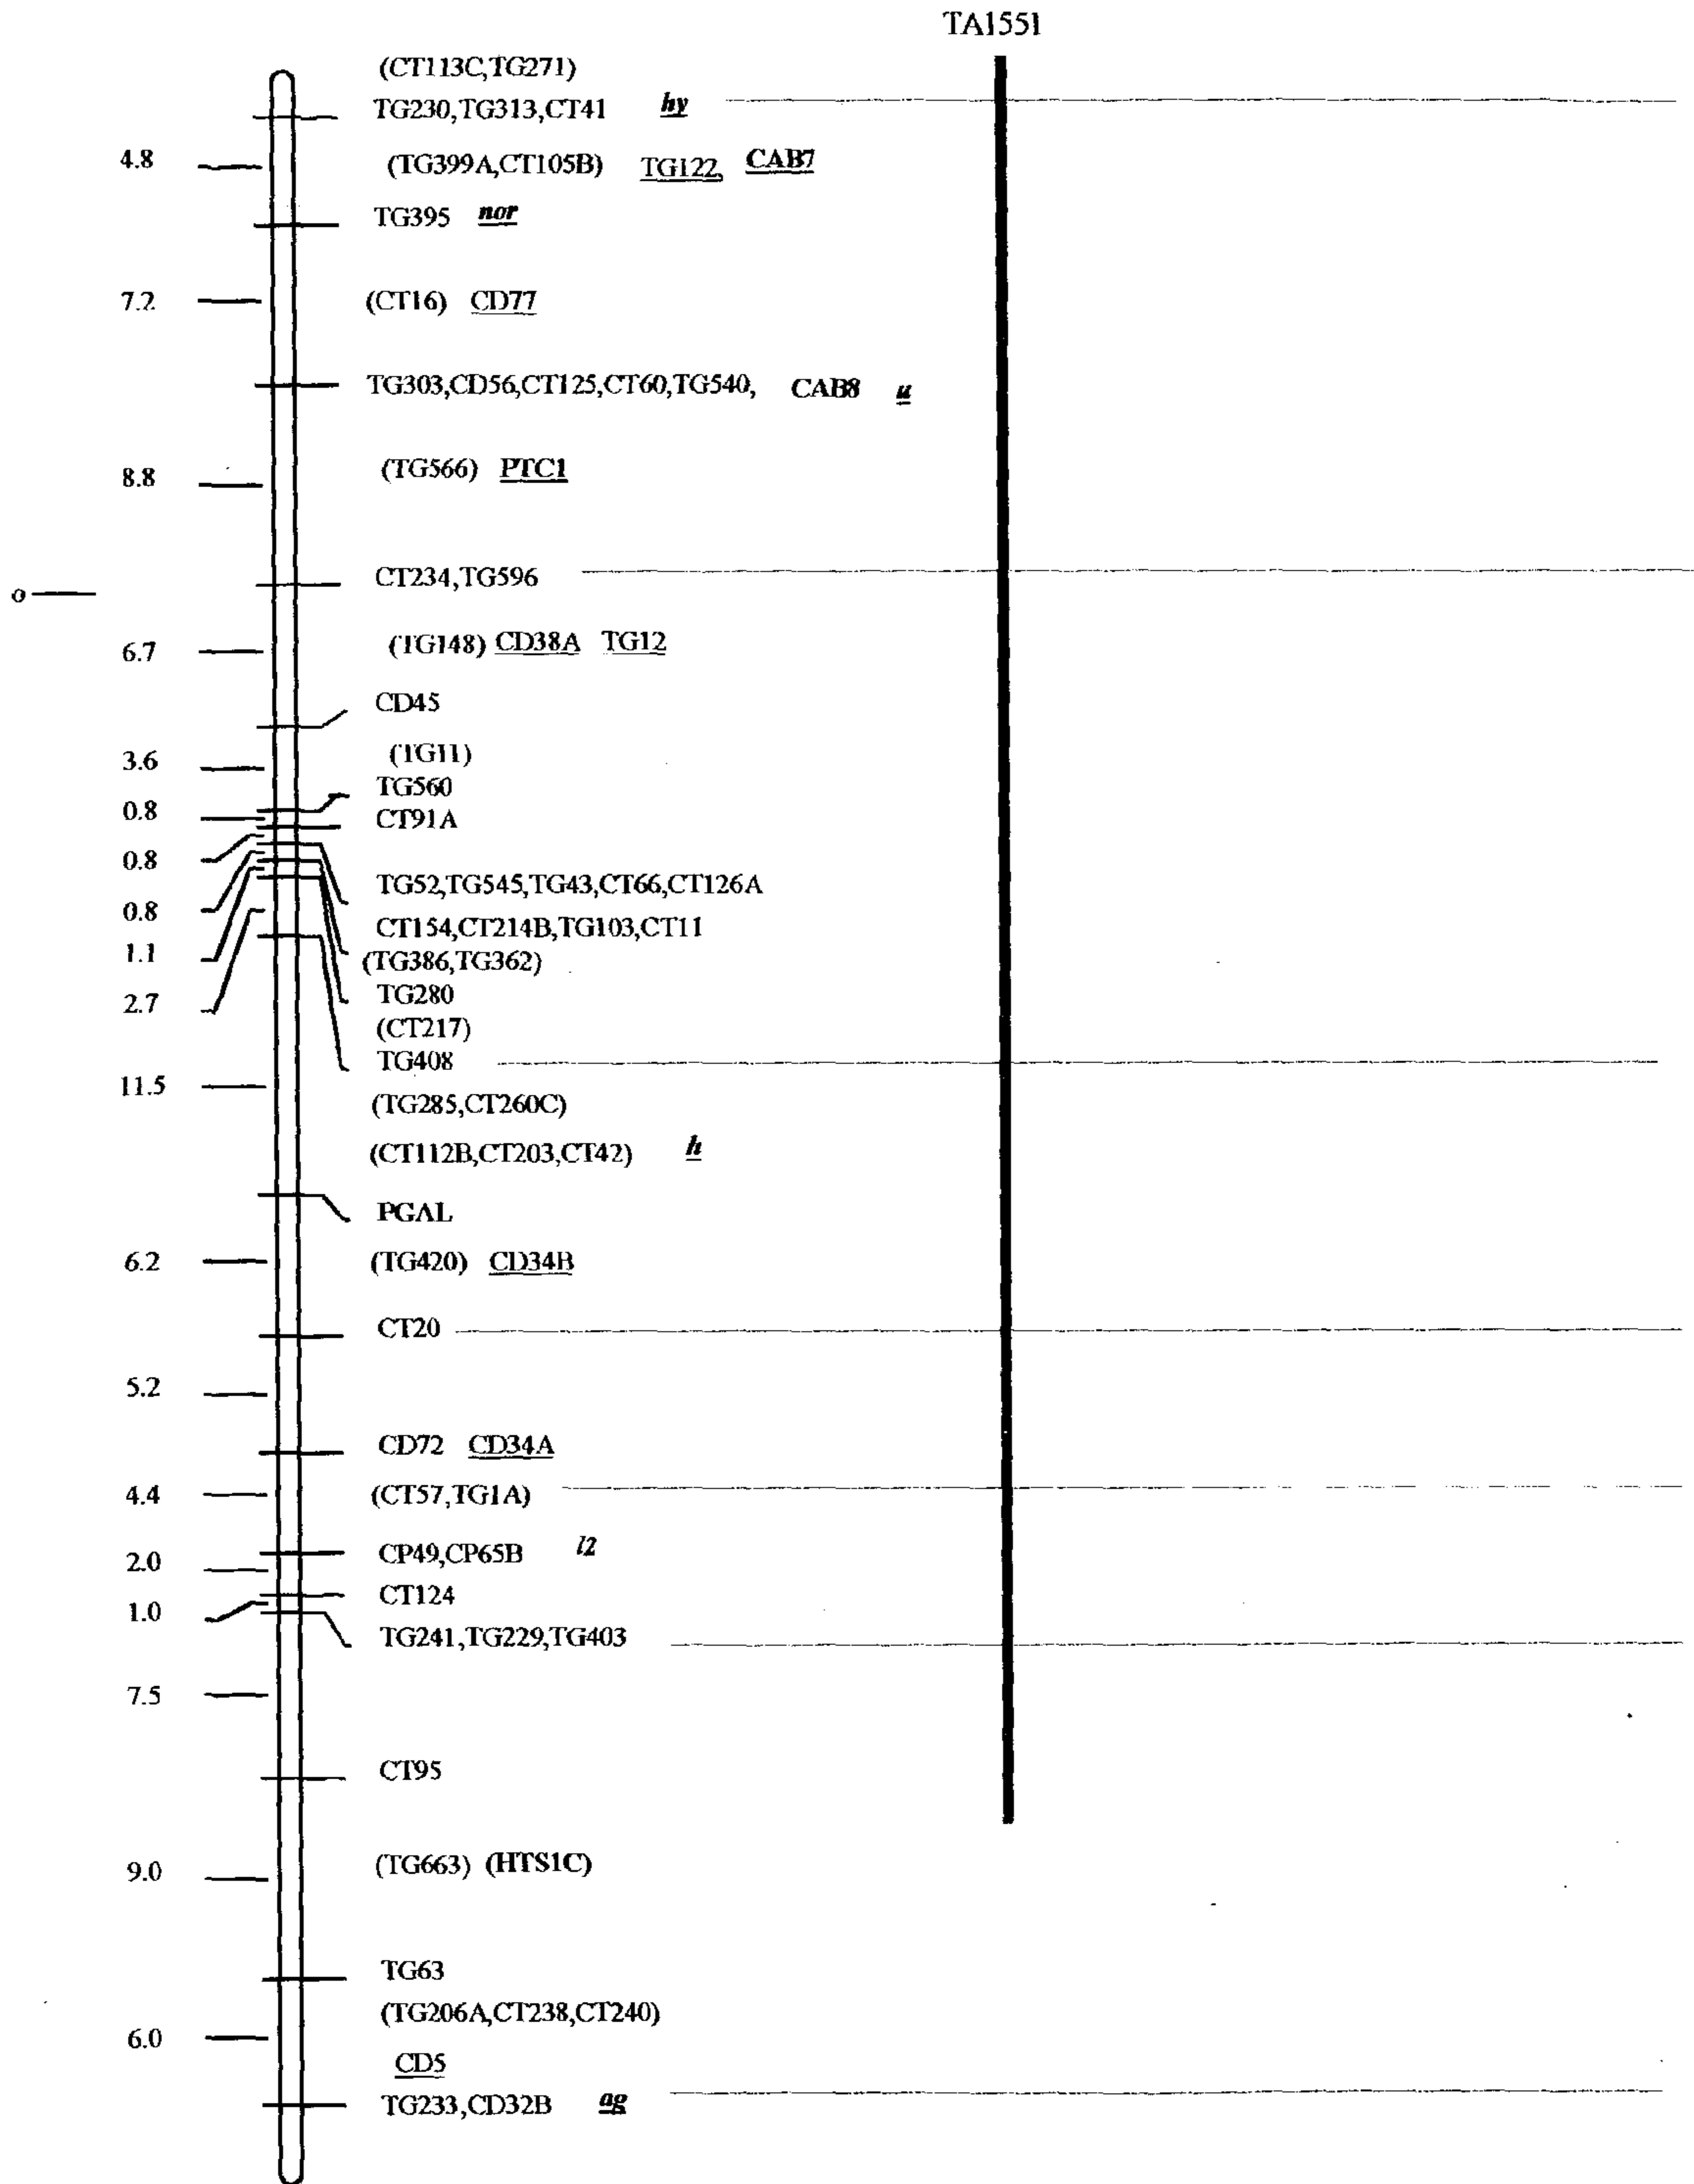 TA1551
(CT113C,TG271)
TG230,TG313,CT41 hy
4.8 (TG399A,CT105B) TG122, CAB7
TG395 nor
7.2 (CT16) CD77
TG303,CD56,CT125,CT60,TG540, CAB8 u
8.8 (TG566) PTC1
CT234,TG596
o
6.7 (TG148) CD38A TG12
CD45
3.6 (TG11)
TG560
0.8 CT91A
0.8
TG52,TG545,TG43,CT66,CT126A
0.8
CT154,CT214B,TG103,CT11
1.1 (TG386,TG362)
2.7 TG280
(CT217)
TG408
11.5
(TG285,CT260C)
(CT112B,CT203,CT42) h
PGAL
6.2 (TG420) CD34B
CT20
5.2
CD72 CD34A
4.4 (CT57,TG1A)
CP49,CP65B l2
2.0
CT124
1.0
TG241,TG229,TG403
7.5
CT95
9.0 (TG663) (HTS1C)
TG63
(TG206A,CT238,CT240)
6.0
CD5
TG233,CD32B ag